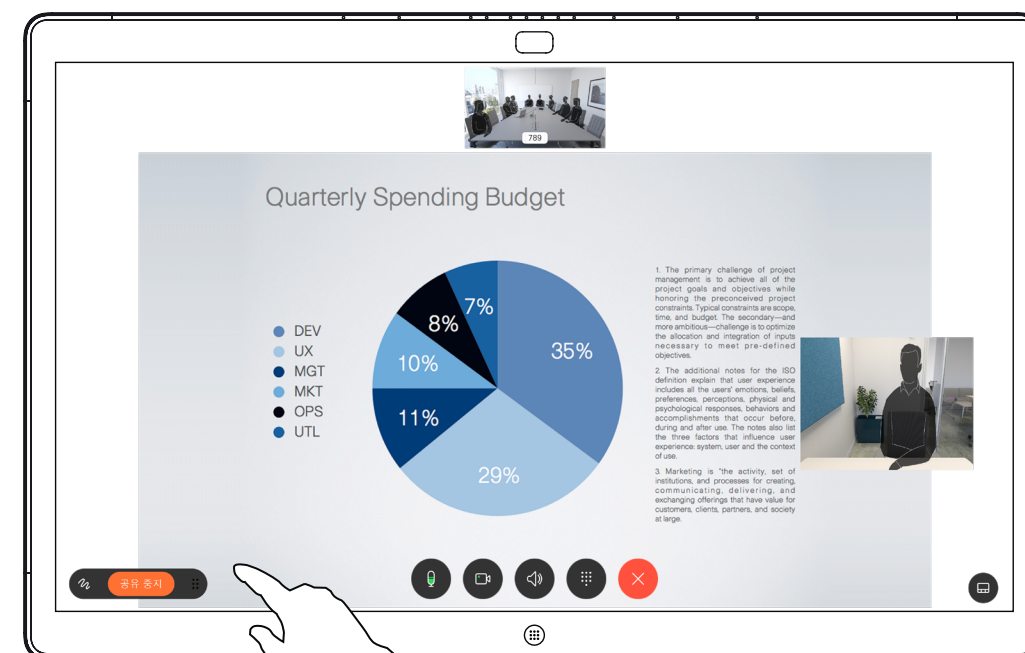 789
Quarterly Spending Budget
DEV
UX
MGT
MKT
OPS
UTL
7%
8%
35%
10%
11%
29%
1. The primary challenge of project
management is to achieve all of the
project goals and objectives while
honoring the preconceived project
constraints. Typical constraints are scope,
time, and budget. The secondary—and
more ambitious—challenge is to optimize
the allocation and integration of inputs
necessary to meet pre-defined
objectives.
2. The additional notes for the ISO
definition explain that user experience
includes all the users' emotions, beliefs,
preferences, perceptions, physical and
psychological responses, behaviors and
accomplishments that occur before,
during and after use. The notes also list
the three factors that influence user
experience: system, user and the context
of use.
3. Marketing is "the activity, set of
institutions, and processes for creating,
communicating, delivering, and
exchanging offerings that have value for
customers, clients, partners, and society
at large.
공유 중지